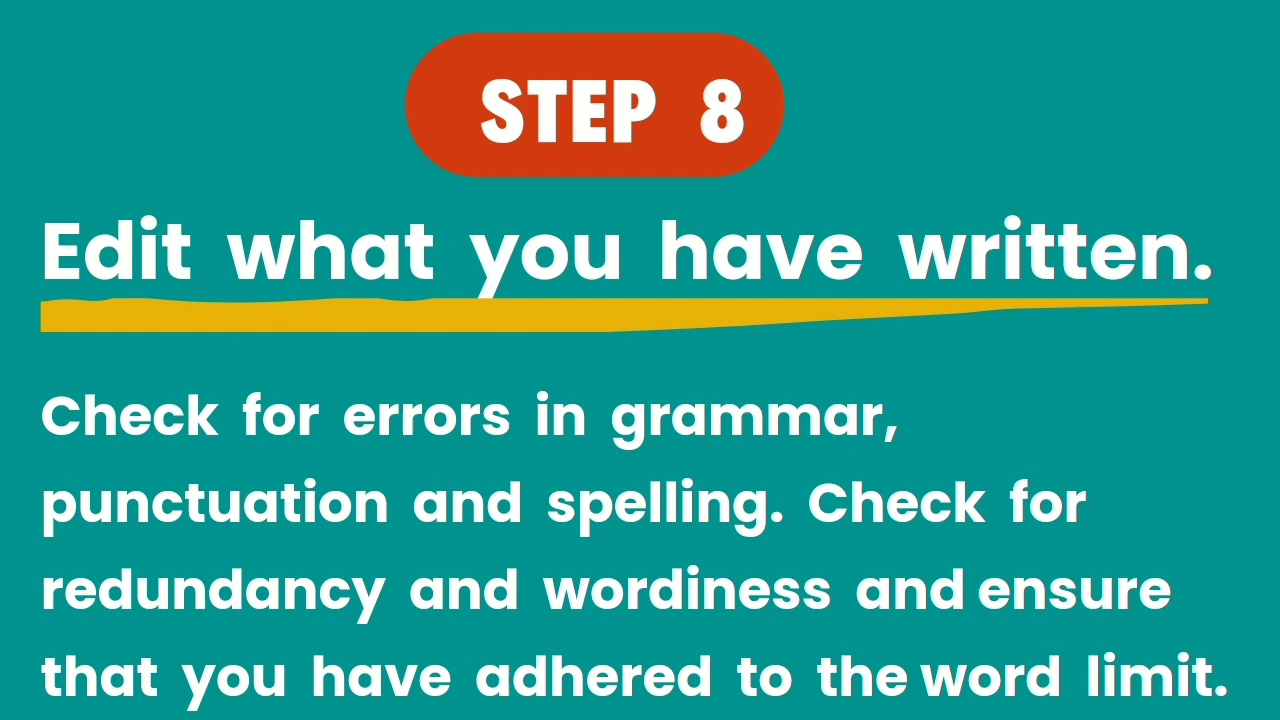 STEP 8
Edit what you have written.
Check for errors in grammar,
punctuation and spelling. Check for
redundancy and wordiness and ensure
that you have adhered to the word limit.